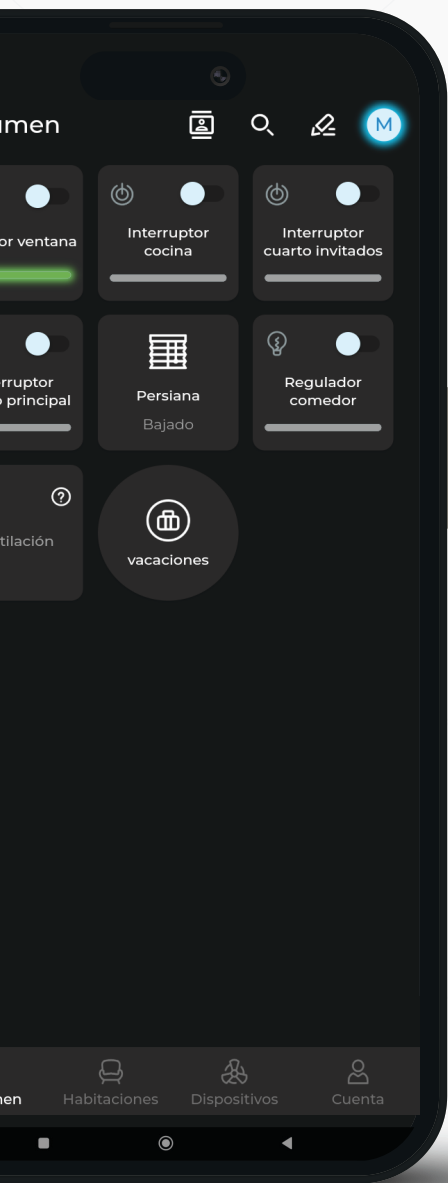 umen
M
or ventana
Interruptor
cocina
Interruptor
cuarto invitados
rruptor
o principal
Persiana
Bajado
Regulador
comedor
tilación
vacaciones
men
Habitaciones
Dispositivos
Cuenta